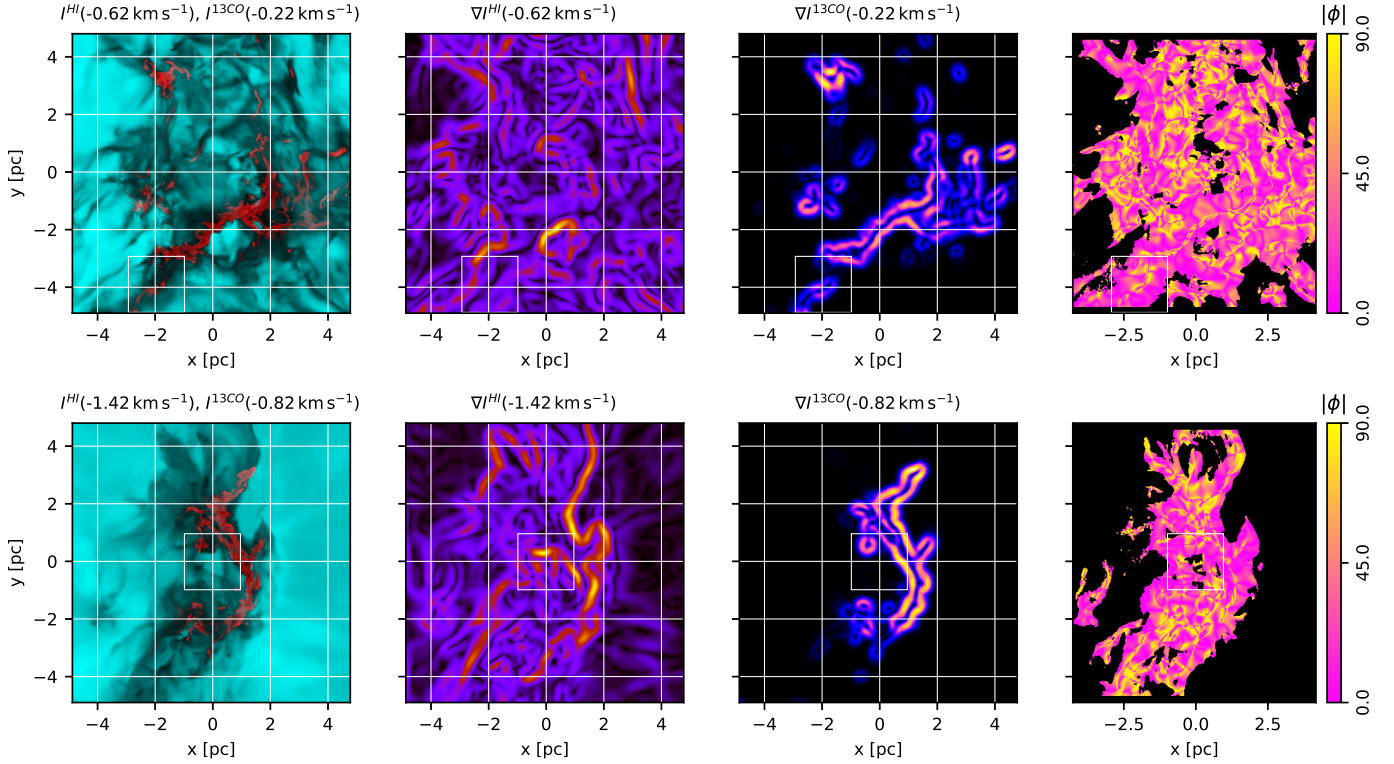 I^HI(-0.62 km s⁻¹), I^13CO(-0.22 km s⁻¹)
∇I^HI(-0.62 km s⁻¹)
∇I^13CO(-0.22 km s⁻¹)
|ϕ|
4
2
0
−2
−4
y [pc]
−4 −2 0 2 4
x [pc]
−4 −2 0 2 4
x [pc]
−4 −2 0 2 4
x [pc]
−2.5 0.0 2.5
x [pc]
90.0
45.0
0.0
I^HI(-1.42 km s⁻¹), I^13CO(-0.82 km s⁻¹)
∇I^HI(-1.42 km s⁻¹)
∇I^13CO(-0.82 km s⁻¹)
|ϕ|
4
2
0
−2
−4
y [pc]
−4 −2 0 2 4
x [pc]
−4 −2 0 2 4
x [pc]
−4 −2 0 2 4
x [pc]
−2.5 0.0 2.5
x [pc]
90.0
45.0
0.0